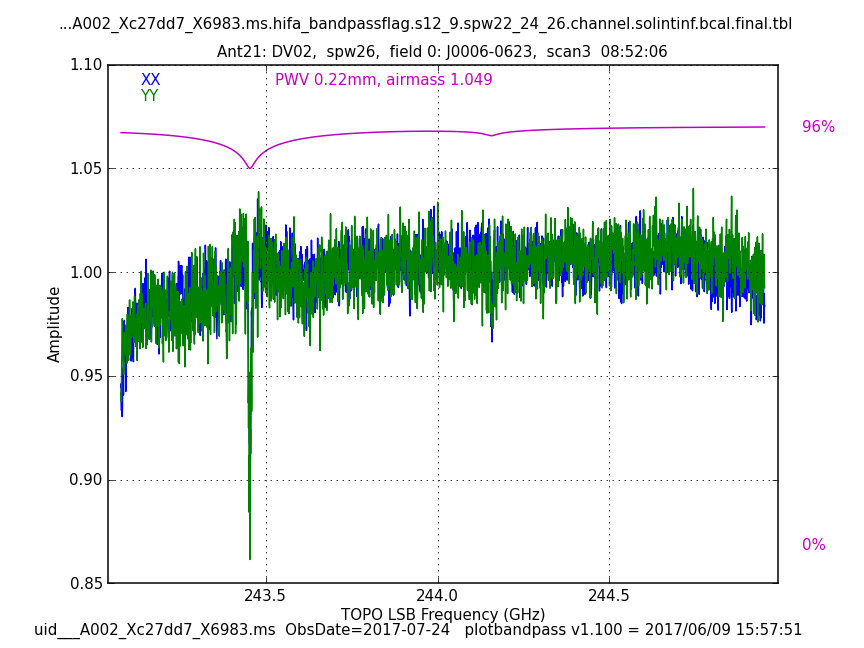 ...A002_Xc27dd7_X6983.ms.hifa_bandpassflag.s12_9.spw22_24_26.channel.solintinf.bcal.final.tbl
Ant21: DV02,  spw26,  field 0: J0006-0623,  scan3  08:52:06
1.10
XX
PWV 0.22mm, airmass 1.049
YY
96%
1.05
1.00
Amplitude
0.95
0.90
0%
0.85
243.5
244.0
244.5
TOPO LSB Frequency (GHz)
uid___A002_Xc27dd7_X6983.ms  ObsDate=2017-07-24   plotbandpass v1.100 = 2017/06/09 15:57:51